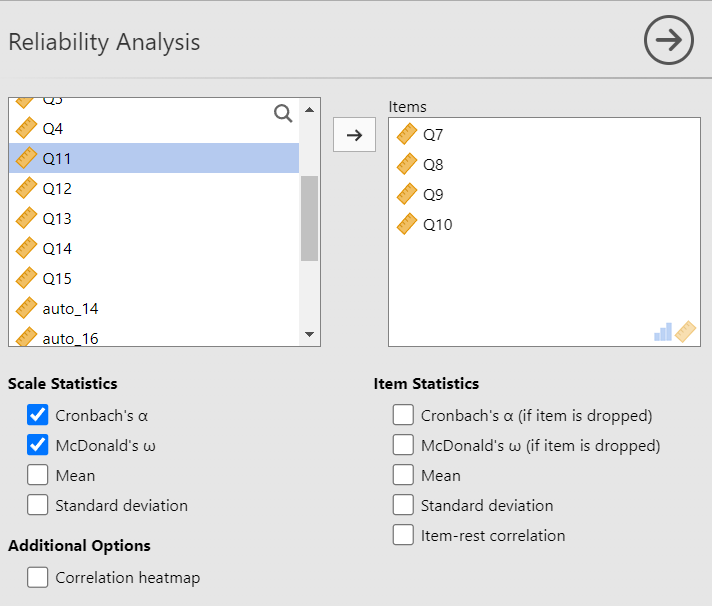 Reliability Analysis
Q4
Q11
Q12
Q13
Q14
Q15
auto_14
auto_16
Items
Q7
Q8
Q9
Q10
Scale Statistics
Cronbach's α
McDonald's ω
Mean
Standard deviation
Additional Options
Correlation heatmap
Item Statistics
Cronbach's α (if item is dropped)
McDonald's ω (if item is dropped)
Mean
Standard deviation
Item-rest correlation